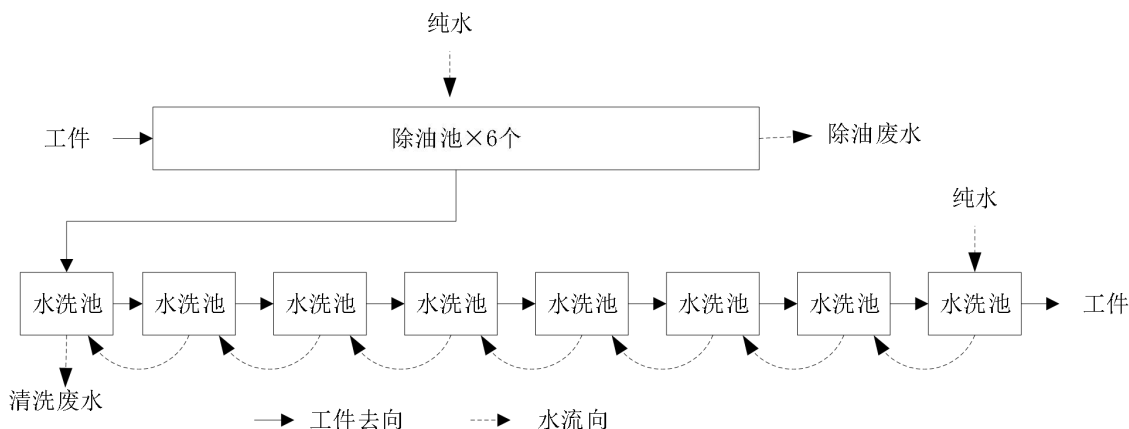 纯水
工件
除油池×6个
除油废水
纯水
水洗池
水洗池
水洗池
水洗池
水洗池
水洗池
水洗池
水洗池
工件
清洗废水
工件去向
水流向